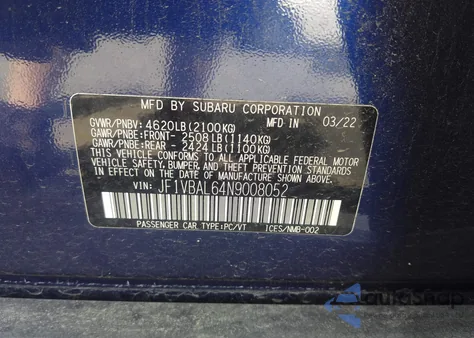 MFD BY SUBARU CORPORATION
MFD.IN 03/22
GVWR/PNBV: 4620LB(2100KG)
GAWR/PNBE:FRONT - 2508LB(1140KG)
GAWR/PNBE:REAR - 2424LB(1100KG)
THIS VEHICLE CONFORMS TO ALL APPLICABLE
FEDERAL MOTOR VEHICLE SAFETY,
BUMPER,AND THEFT PREVENTION STANDARDS IN
EFFECT ON THE DATE OF MANUFACTURE SHOWN ABOVE.
VIN: JF1VBAL64N9008052
PASSENGER CAR TYPE:PC/VT ICES/NMB-002
autosnap